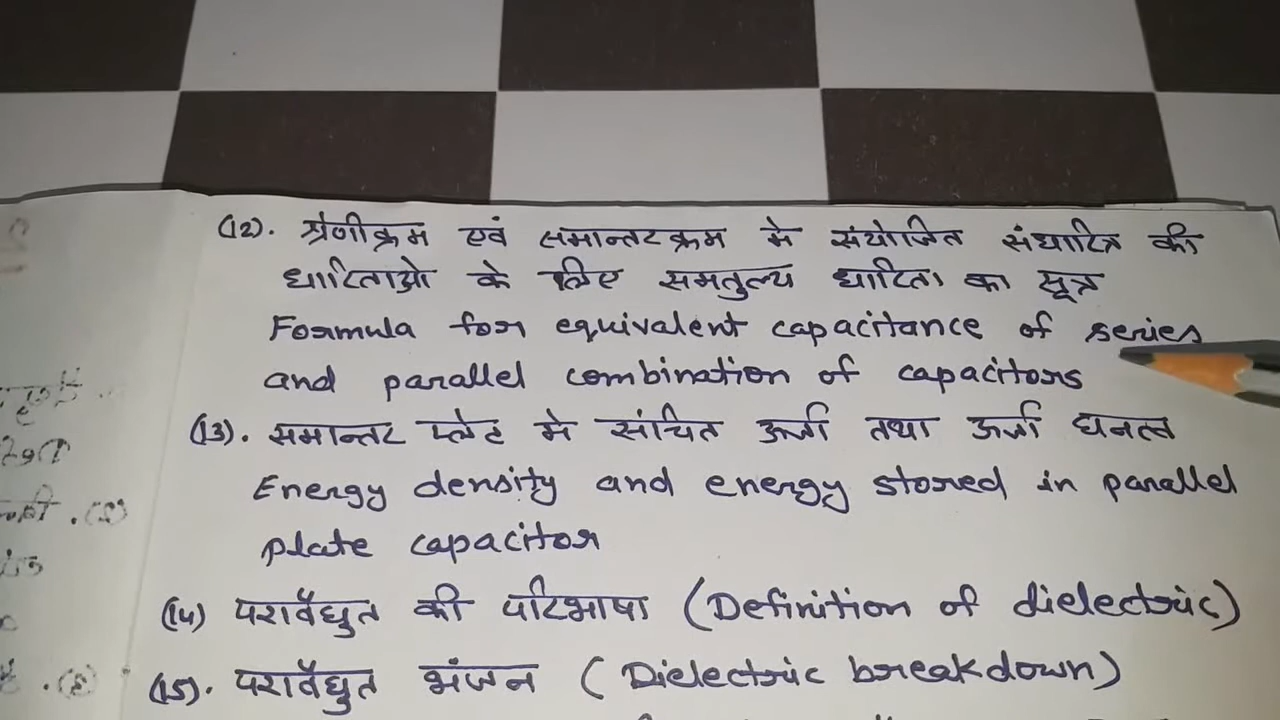 (12). श्रेणीक्रम एवं समान्तरक्रम मे संयोजित संधारित्र की
धारिताओ के लिए समतुल्य धारिता का सूत्र
Formula for equivalent capacitance of series
and parallel combination of capacitors
(13). समान्तर प्लेट मे संचित ऊर्जा तथा ऊर्जा घनत्व
Energy density and energy stored in parallel
plate capacitor
(14) परावैधुत की परिभाषा (Definition of dielectric)
(15). परावैधुत भंजन (Dielectric breakdown)